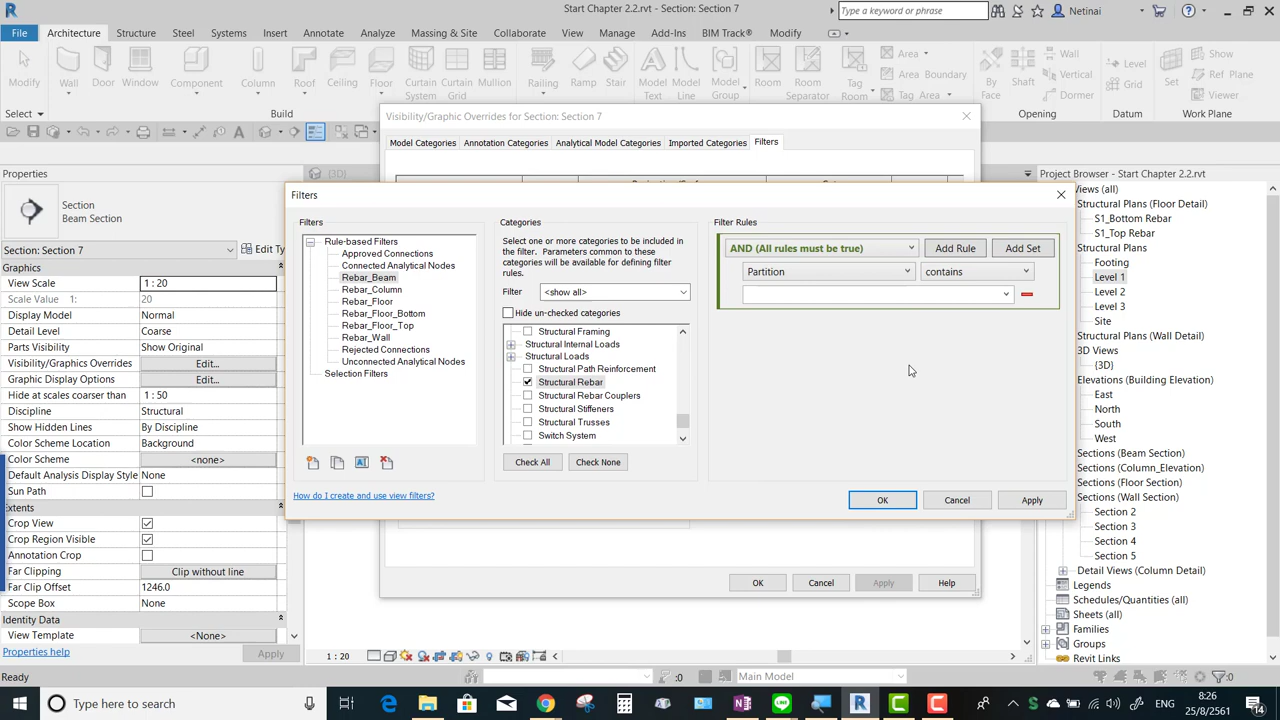 Start Chapter 2.2.rvt - Section: Section 7
Type a keyword or phrase
Netinai
File Architecture Structure Steel Systems Insert Annotate Analyze Massing & Site Collaborate View Manage Add-Ins BIM Track® Modify
Modify
Wall
Door
Window
Component
Column
Roof
Ceiling
Floor
Curtain System
Curtain Grid
Mullion
Railing
Ramp
Stair
Model Text
Model Line
Model Group
Room
Room Separator
Tag Room
Area
Area Boundary
Tag Area
By Face
Shaft
Wall
Vertical
Dormer
Level
Grid
Set
Show
Ref Plane
Viewer
Select
Build
Opening
Datum
Work Plane
Properties
Section
Beam Section
Section: Section 7
Edit Ty
Graphics
View Scale 1 : 20
Scale Value 1: 20
Display Model Normal
Detail Level Coarse
Parts Visibility Show Original
Visibility/Graphics Overrides Edit...
Graphic Display Options Edit...
Hide at scales coarser than 1 : 50
Discipline Structural
Show Hidden Lines By Discipline
Color Scheme Location Background
Color Scheme <none>
Default Analysis Display Style None
Sun Path
Extents
Crop View
Crop Region Visible
Annotation Crop
Far Clipping Clip without line
Far Clip Offset 1246.0
Scope Box None
Identity Data
View Template <None>
Properties help
Apply
{3D}
Visibility/Graphic Overrides for Section: Section 7
Model Categories Annotation Categories Analytical Model Categories Imported Categories Filters
Filters
Filters
Rule-based Filters
Approved Connections
Connected Analytical Nodes
Rebar_Beam
Rebar_Column
Rebar_Floor
Rebar_Floor_Bottom
Rebar_Floor_Top
Rebar_Wall
Rejected Connections
Unconnected Analytical Nodes
Selection Filters
How do I create and use view filters?
Categories
Select one or more categories to be included in
the filter. Parameters common to these
categories will be available for defining filter
rules.
Filter <show all>
Hide un-checked categories
Structural Framing
Structural Internal Loads
Structural Loads
Structural Path Reinforcement
Structural Rebar
Structural Rebar Couplers
Structural Stiffeners
Structural Trusses
Switch System
Check All Check None
Filter Rules
AND (All rules must be true) Add Rule Add Set
Partition contains
OK Cancel Apply
OK Cancel Apply Help
Project Browser - Start Chapter 2.2.rvt
Views (all)
Structural Plans (Floor Detail)
S1_Bottom Rebar
S1_Top Rebar
Structural Plans
Footing
Level 1
Level 2
Level 3
Site
Structural Plans (Wall Detail)
3D Views
{3D}
Elevations (Building Elevation)
East
North
South
West
Sections (Beam Section)
Sections (Column_Elevation)
Sections (Floor Section)
Sections (Wall Section)
Section 2
Section 3
Section 4
Section 5
Detail Views (Column Detail)
Legends
Schedules/Quantities (all)
Sheets (all)
Families
Groups
Revit Links
1 : 20
Ready
:0
Main Model
:0
Type here to search
8:26
25/8/2561